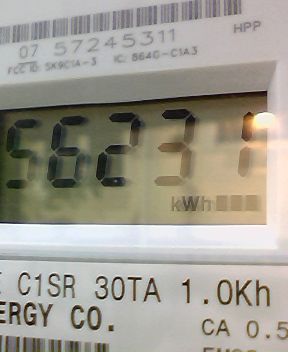 07 57245311
HPP
FCC ID: SK9C1A-3 IC: 864G-C1A3
56231
kWh
C1SR 30TA 1.0Kh
CO.
CA 0.5